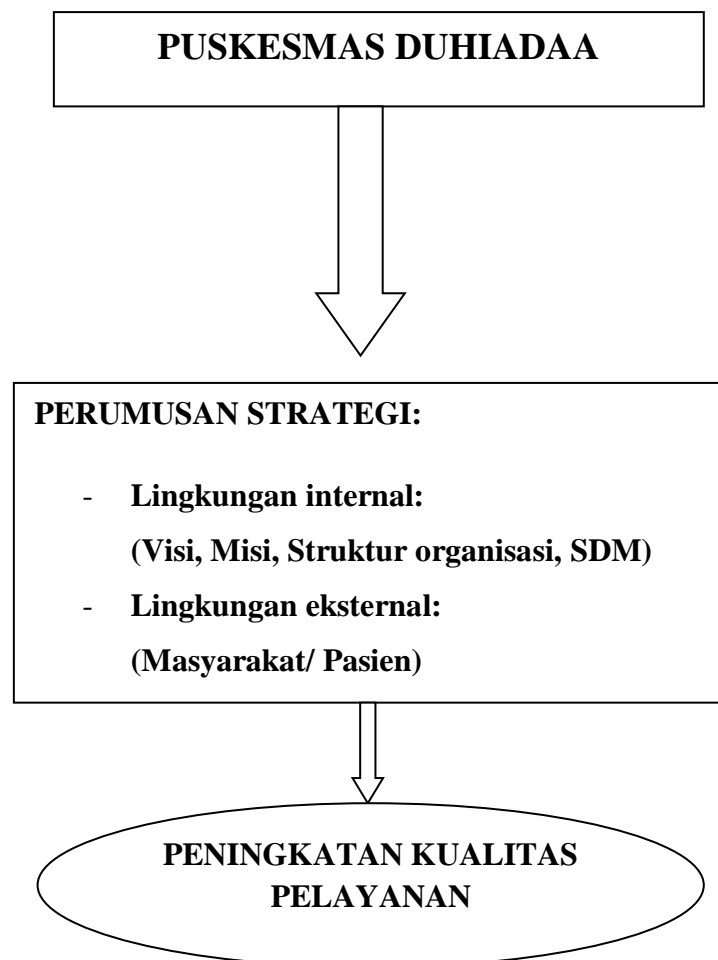 PUSKESMAS DUHIADAA
PERUMUSAN STRATEGI:
- Lingkungan internal:
(Visi, Misi, Struktur organisasi, SDM)
- Lingkungan eksternal:
(Masyarakat/ Pasien)
PENINGKATAN KUALITAS
PELAYANAN